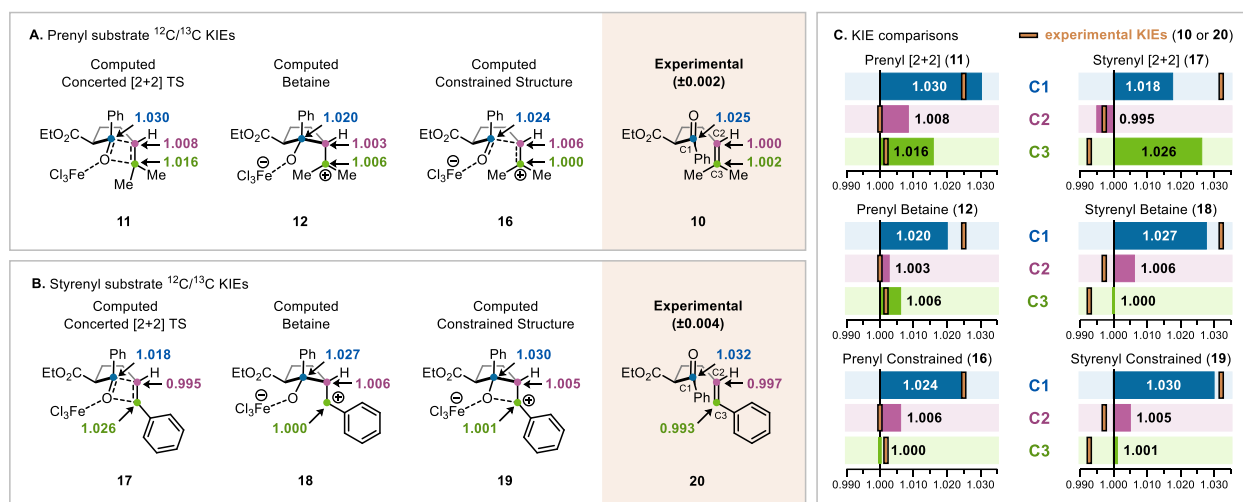 A. Prenyl substrate ¹²C/¹³C KIEs
Computed
Concerted [2+2] TS
Computed
Betaine
Computed
Constrained Structure
Experimental
(±0.002)
Ph
1.030
EtO₂C
H
1.008
1.016
O
Cl₃Fe
Me
Me
11
Ph
1.020
EtO₂C
H
1.003
1.006
⊖
O
Cl₃Fe
Me
⊕
Me
12
Ph
1.024
EtO₂C
H
1.006
1.000
⊖
O
Cl₃Fe
Me
⊕
Me
16
O
1.025
EtO₂C
C2
H
1.000
C1
Ph
1.002
Me
C3
Me
10
B. Styrenyl substrate ¹²C/¹³C KIEs
Computed
Concerted [2+2] TS
Computed
Betaine
Computed
Constrained Structure
Experimental
(±0.004)
Ph
1.018
EtO₂C
H
0.995
O
Cl₃Fe
1.026
17
Ph
1.027
EtO₂C
H
1.006
⊖
O
⊕
Cl₃Fe
1.000
18
Ph
1.030
EtO₂C
H
1.005
⊖
O
⊕
Cl₃Fe
1.001
19
O
1.032
EtO₂C
C2
H
0.997
C1
Ph
C3
0.993
20
C. KIE comparisons
experimental KIEs (10 or 20)
Prenyl [2+2] (11)
Styrenyl [2+2] (17)
1.030
C1
1.018
1.008
C2
0.995
1.016
C3
1.026
0.990 1.000 1.010 1.020 1.030
0.990 1.000 1.010 1.020 1.030
Prenyl Betaine (12)
Styrenyl Betaine (18)
1.020
C1
1.027
1.003
C2
1.006
1.006
C3
1.000
0.990 1.000 1.010 1.020 1.030
0.990 1.000 1.010 1.020 1.030
Prenyl Constrained (16)
Styrenyl Constrained (19)
1.024
C1
1.030
1.006
C2
1.005
1.000
C3
1.001
0.990 1.000 1.010 1.020 1.030
0.990 1.000 1.010 1.020 1.030